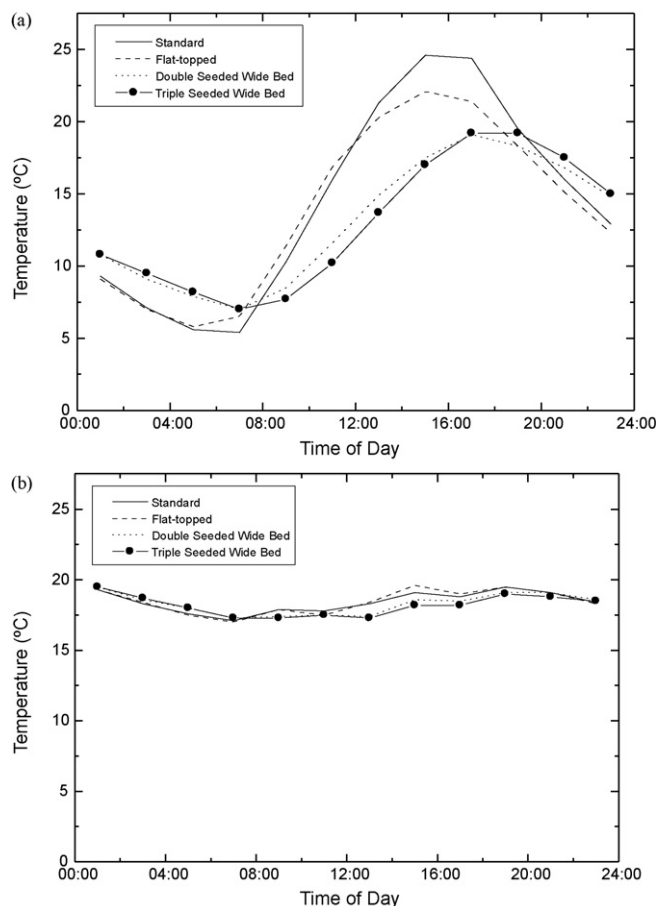 (a)
Standard
Flat-topped
Double Seeded Wide Bed
Triple Seeded Wide Bed
25
20
15
10
5
0
Temperature (ºC)
00:00 04:00 08:00 12:00 16:00 20:00 24:00
Time of Day
(b)
Standard
Flat-topped
Double Seeded Wide Bed
Triple Seeded Wide Bed
25
20
15
10
5
0
Temperature (ºC)
00:00 04:00 08:00 12:00 16:00 20:00 24:00
Time of Day